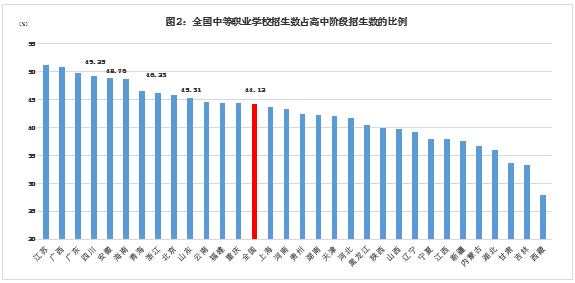 图2：全国中等职业学校招生数占高中阶段招生数的比例
(%)
55
50
45
40
35
30
25
20
49.25
48.76
46.23
45.31
44.12
江苏
广西
广东
四川
安徽
海南
青海
浙江
北京
山东
云南
福建
重庆
全国
上海
河南
贵州
湖南
天津
河北
黑龙江
陕西
山西
辽宁
宁夏
江西
新疆
内蒙古
湖北
甘肃
吉林
西藏